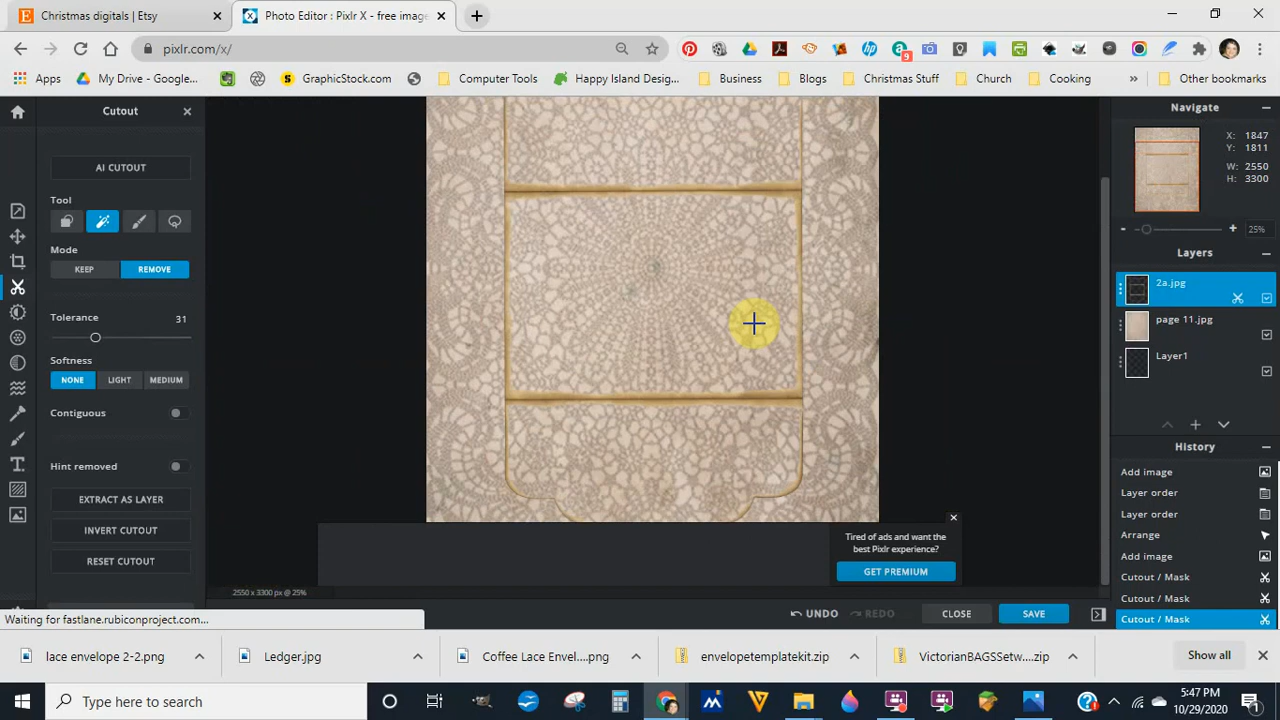 Christmas digitals | Etsy
Photo Editor : Pixlr X - free image
pixlr.com/x/
9
Apps
My Drive - Google...
GraphicStock.com
Computer Tools
Happy Island Desig...
Business
Blogs
Christmas Stuff
Church
Cooking
Other bookmarks
Cutout
AI CUTOUT
Tool
Mode
KEEP
REMOVE
Tolerance
31
Softness
NONE
LIGHT
MEDIUM
Contiguous
Hint removed
EXTRACT AS LAYER
INVERT CUTOUT
RESET CUTOUT
Navigate
X: 1847
Y: 1811
W: 2550
H: 3300
25%
Layers
2a.jpg
page 11.jpg
Layer1
History
Add image
Layer order
Layer order
Arrange
Add image
Cutout / Mask
Cutout / Mask
Cutout / Mask
Tired of ads and want the
best Pixlr experience?
GET PREMIUM
2550 x 3300 px @ 25%
Waiting for fastlane.rubiconproject.com...
UNDO
REDO
CLOSE
SAVE
lace envelope 2-2.png
Ledger.jpg
Coffee Lace Envel....png
envelopetemplatekit.zip
VictorianBAGSSetw....zip
Show all
Type here to search
5:47 PM
10/29/2020
1